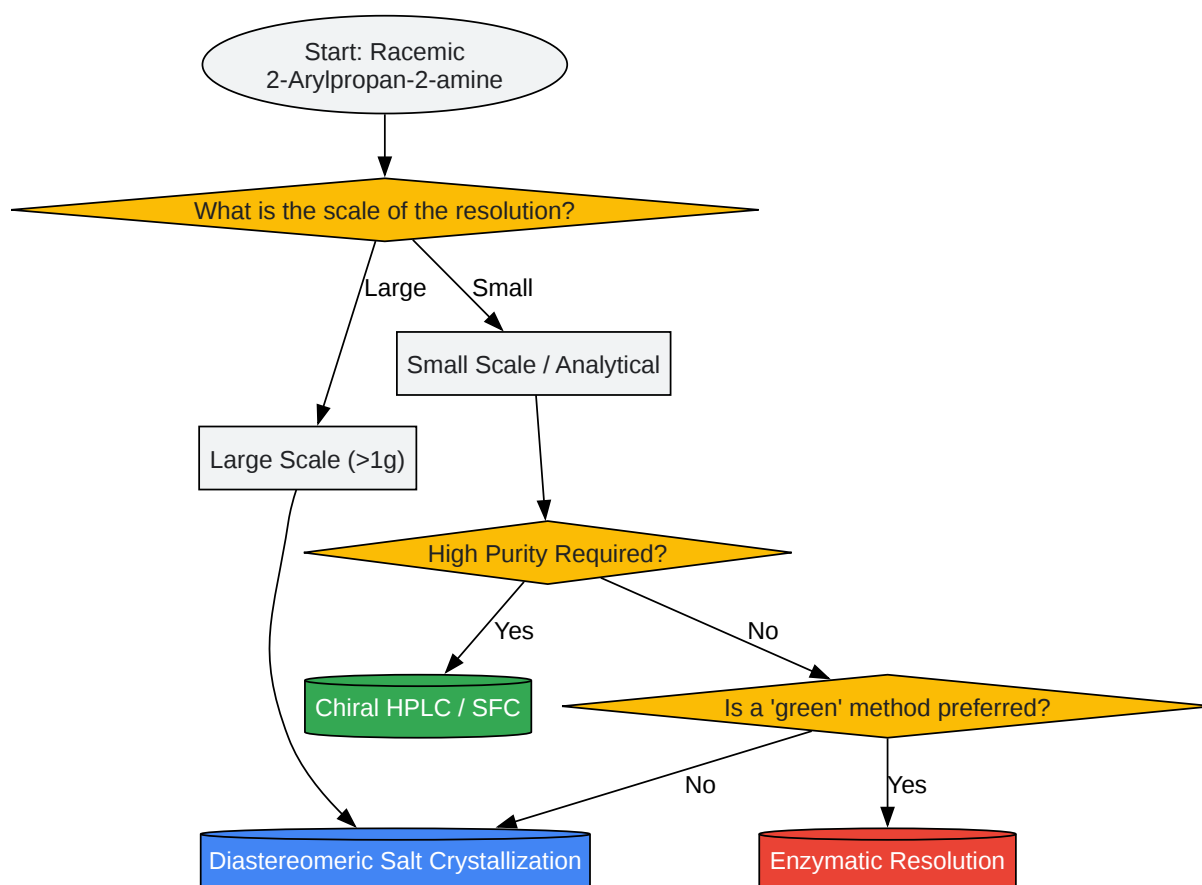 Start: Racemic
2-Arylpropan-2-amine
What is the scale of the resolution?
Large
Small
Small Scale / Analytical
Large Scale (>1g)
High Purity Required?
Yes
No
Chiral HPLC / SFC
Is a 'green' method preferred?
No
Yes
Diastereomeric Salt Crystallization
Enzymatic Resolution